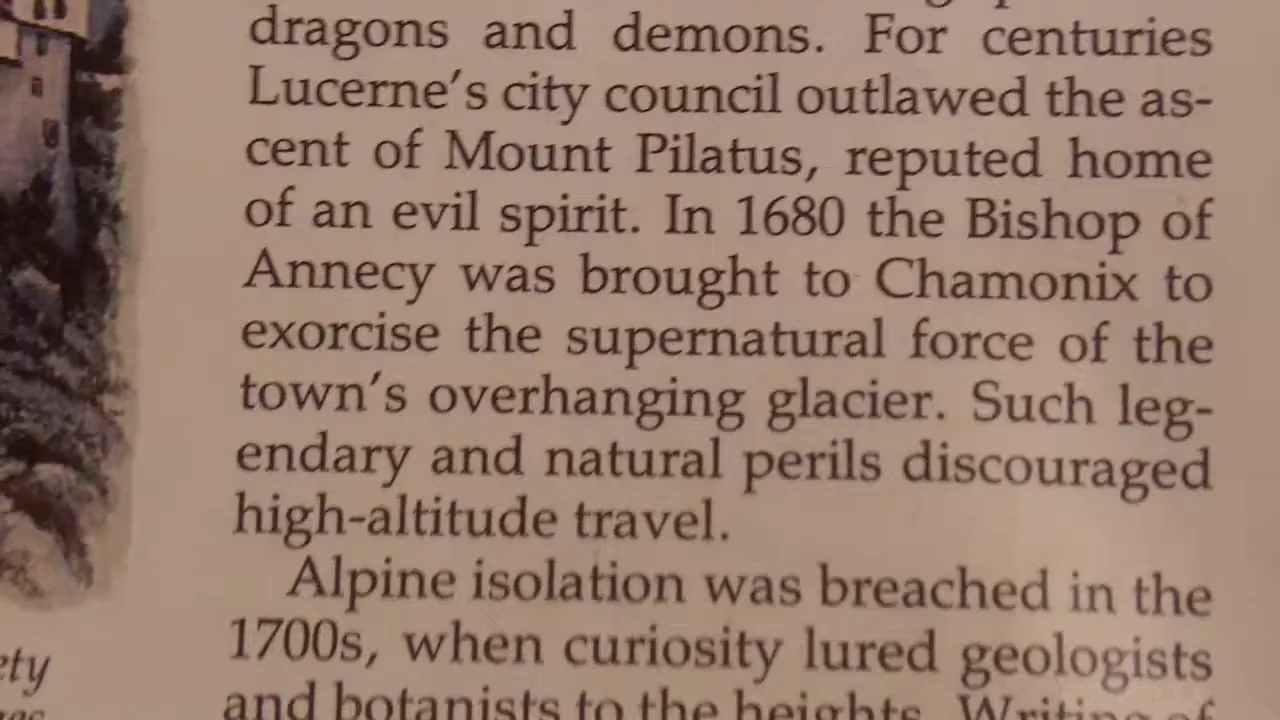 dragons and demons. For centuries
Lucerne's city council outlawed the as-
cent of Mount Pilatus, reputed home
of an evil spirit. In 1680 the Bishop of
Annecy was brought to Chamonix to
exorcise the supernatural force of the
town's overhanging glacier. Such leg-
endary and natural perils discouraged
high-altitude travel.
Alpine isolation was breached in the
1700s, when curiosity lured geologists
and botanists to the heights. Writing of
ety